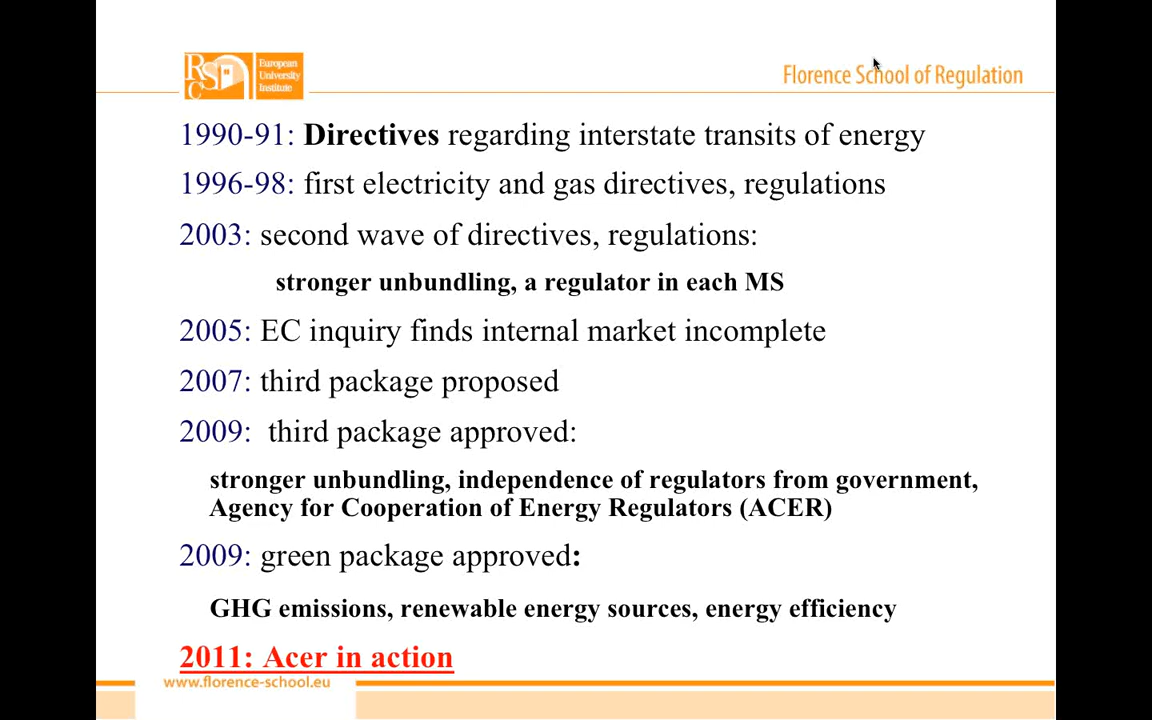 RSC
European
University
Institute
Florence School of Regulation
1990-91: Directives regarding interstate transits of energy
1996-98: first electricity and gas directives, regulations
2003: second wave of directives, regulations:
stronger unbundling, a regulator in each MS
2005: EC inquiry finds internal market incomplete
2007: third package proposed
2009: third package approved:
stronger unbundling, independence of regulators from government,
Agency for Cooperation of Energy Regulators (ACER)
2009: green package approved:
GHG emissions, renewable energy sources, energy efficiency
2011: Acer in action
www.florence-school.eu